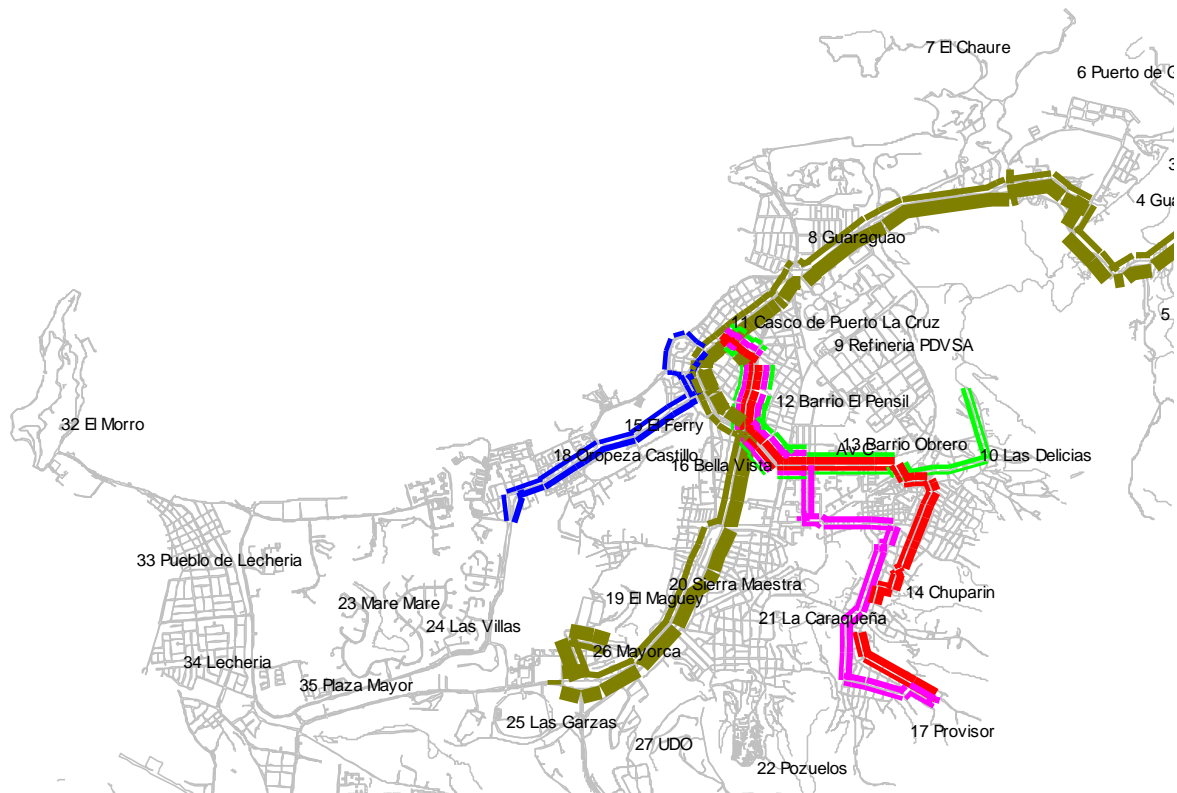 7 El Chaure
6 Puerto de G
3
4 Gua
8 Guaraguao
5
11 Casco de Puerto La Cruz
9 Refineria PDVSA
12 Barrio El Pensil
32 El Morro
15 El Ferry
13 Barrio Obrero
Av C
18 Oropeza Castillo
16 Bella Vista
10 Las Delicias
33 Pueblo de Lecheria
20 Sierra Maestra
14 Chuparin
23 Mare Mare
19 El Maguey
21 La Caraqueña
24 Las Villas
26 Mayorca
34 Lecheria
35 Plaza Mayor
25 Las Garzas
17 Provisor
27 UDO
22 Pozuelos